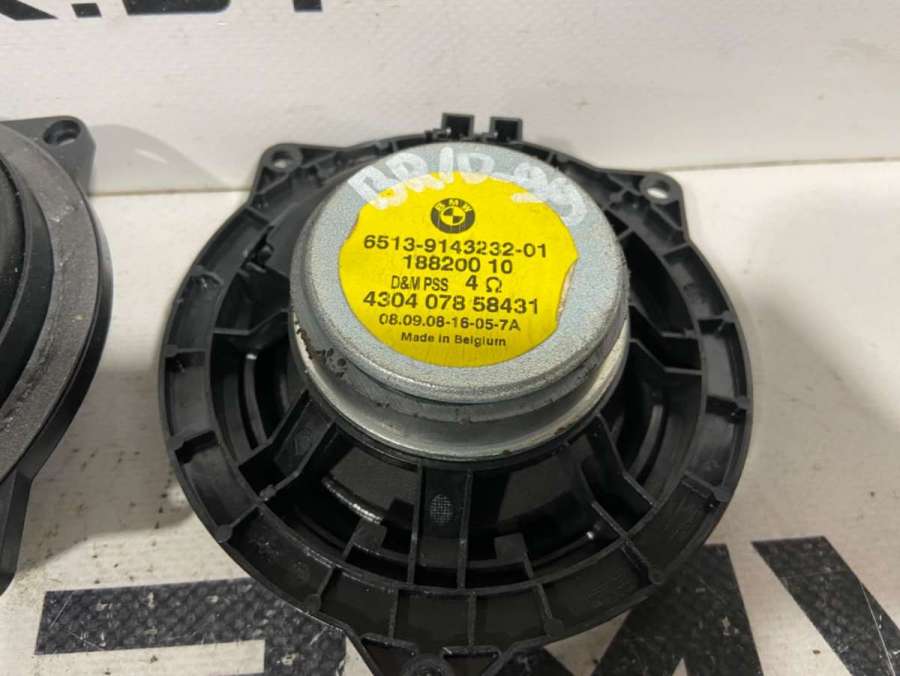 BMW
6513-9143232-01
188200 10
D&M PSS 4 Ω
4304 078 58431
08.09.08-16-05-7A
Made in Belgium